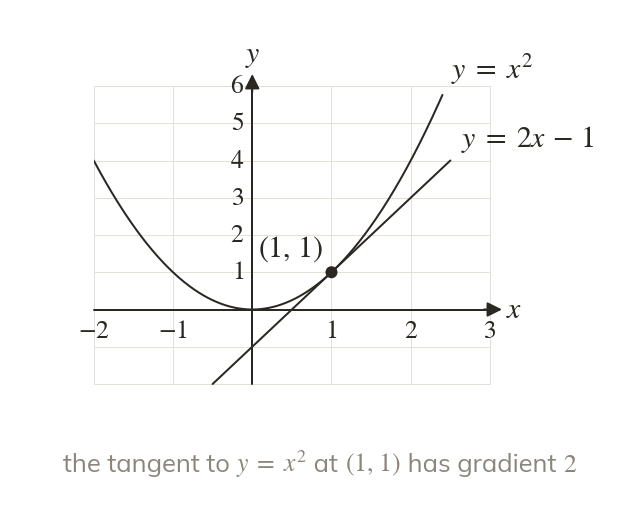 y
y = x²
6
5
y = 2x − 1
4
3
2
(1, 1)
1
x
−2 −1 1 2 3
the tangent to y = x² at (1, 1) has gradient 2